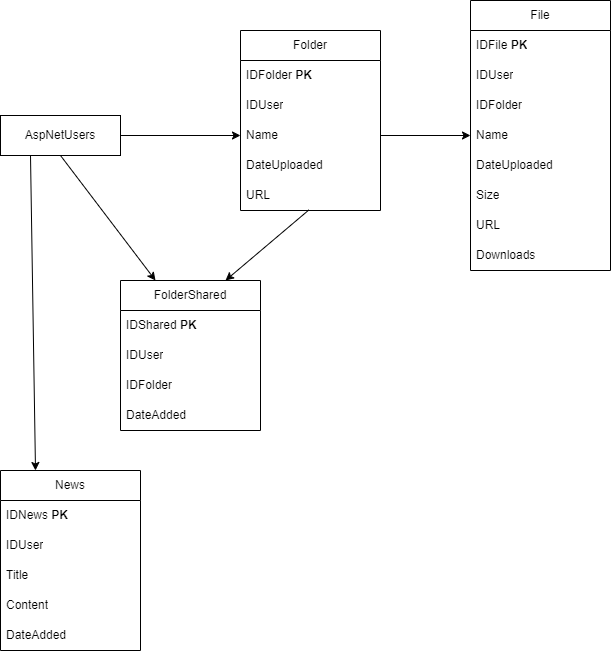 File
IDFile PK
IDUser
IDFolder
Name
DateUploaded
Size
URL
Downloads
Folder
IDFolder PK
IDUser
Name
DateUploaded
URL
AspNetUsers
FolderShared
IDShared PK
IDUser
IDFolder
DateAdded
News
IDNews PK
IDUser
Title
Content
DateAdded